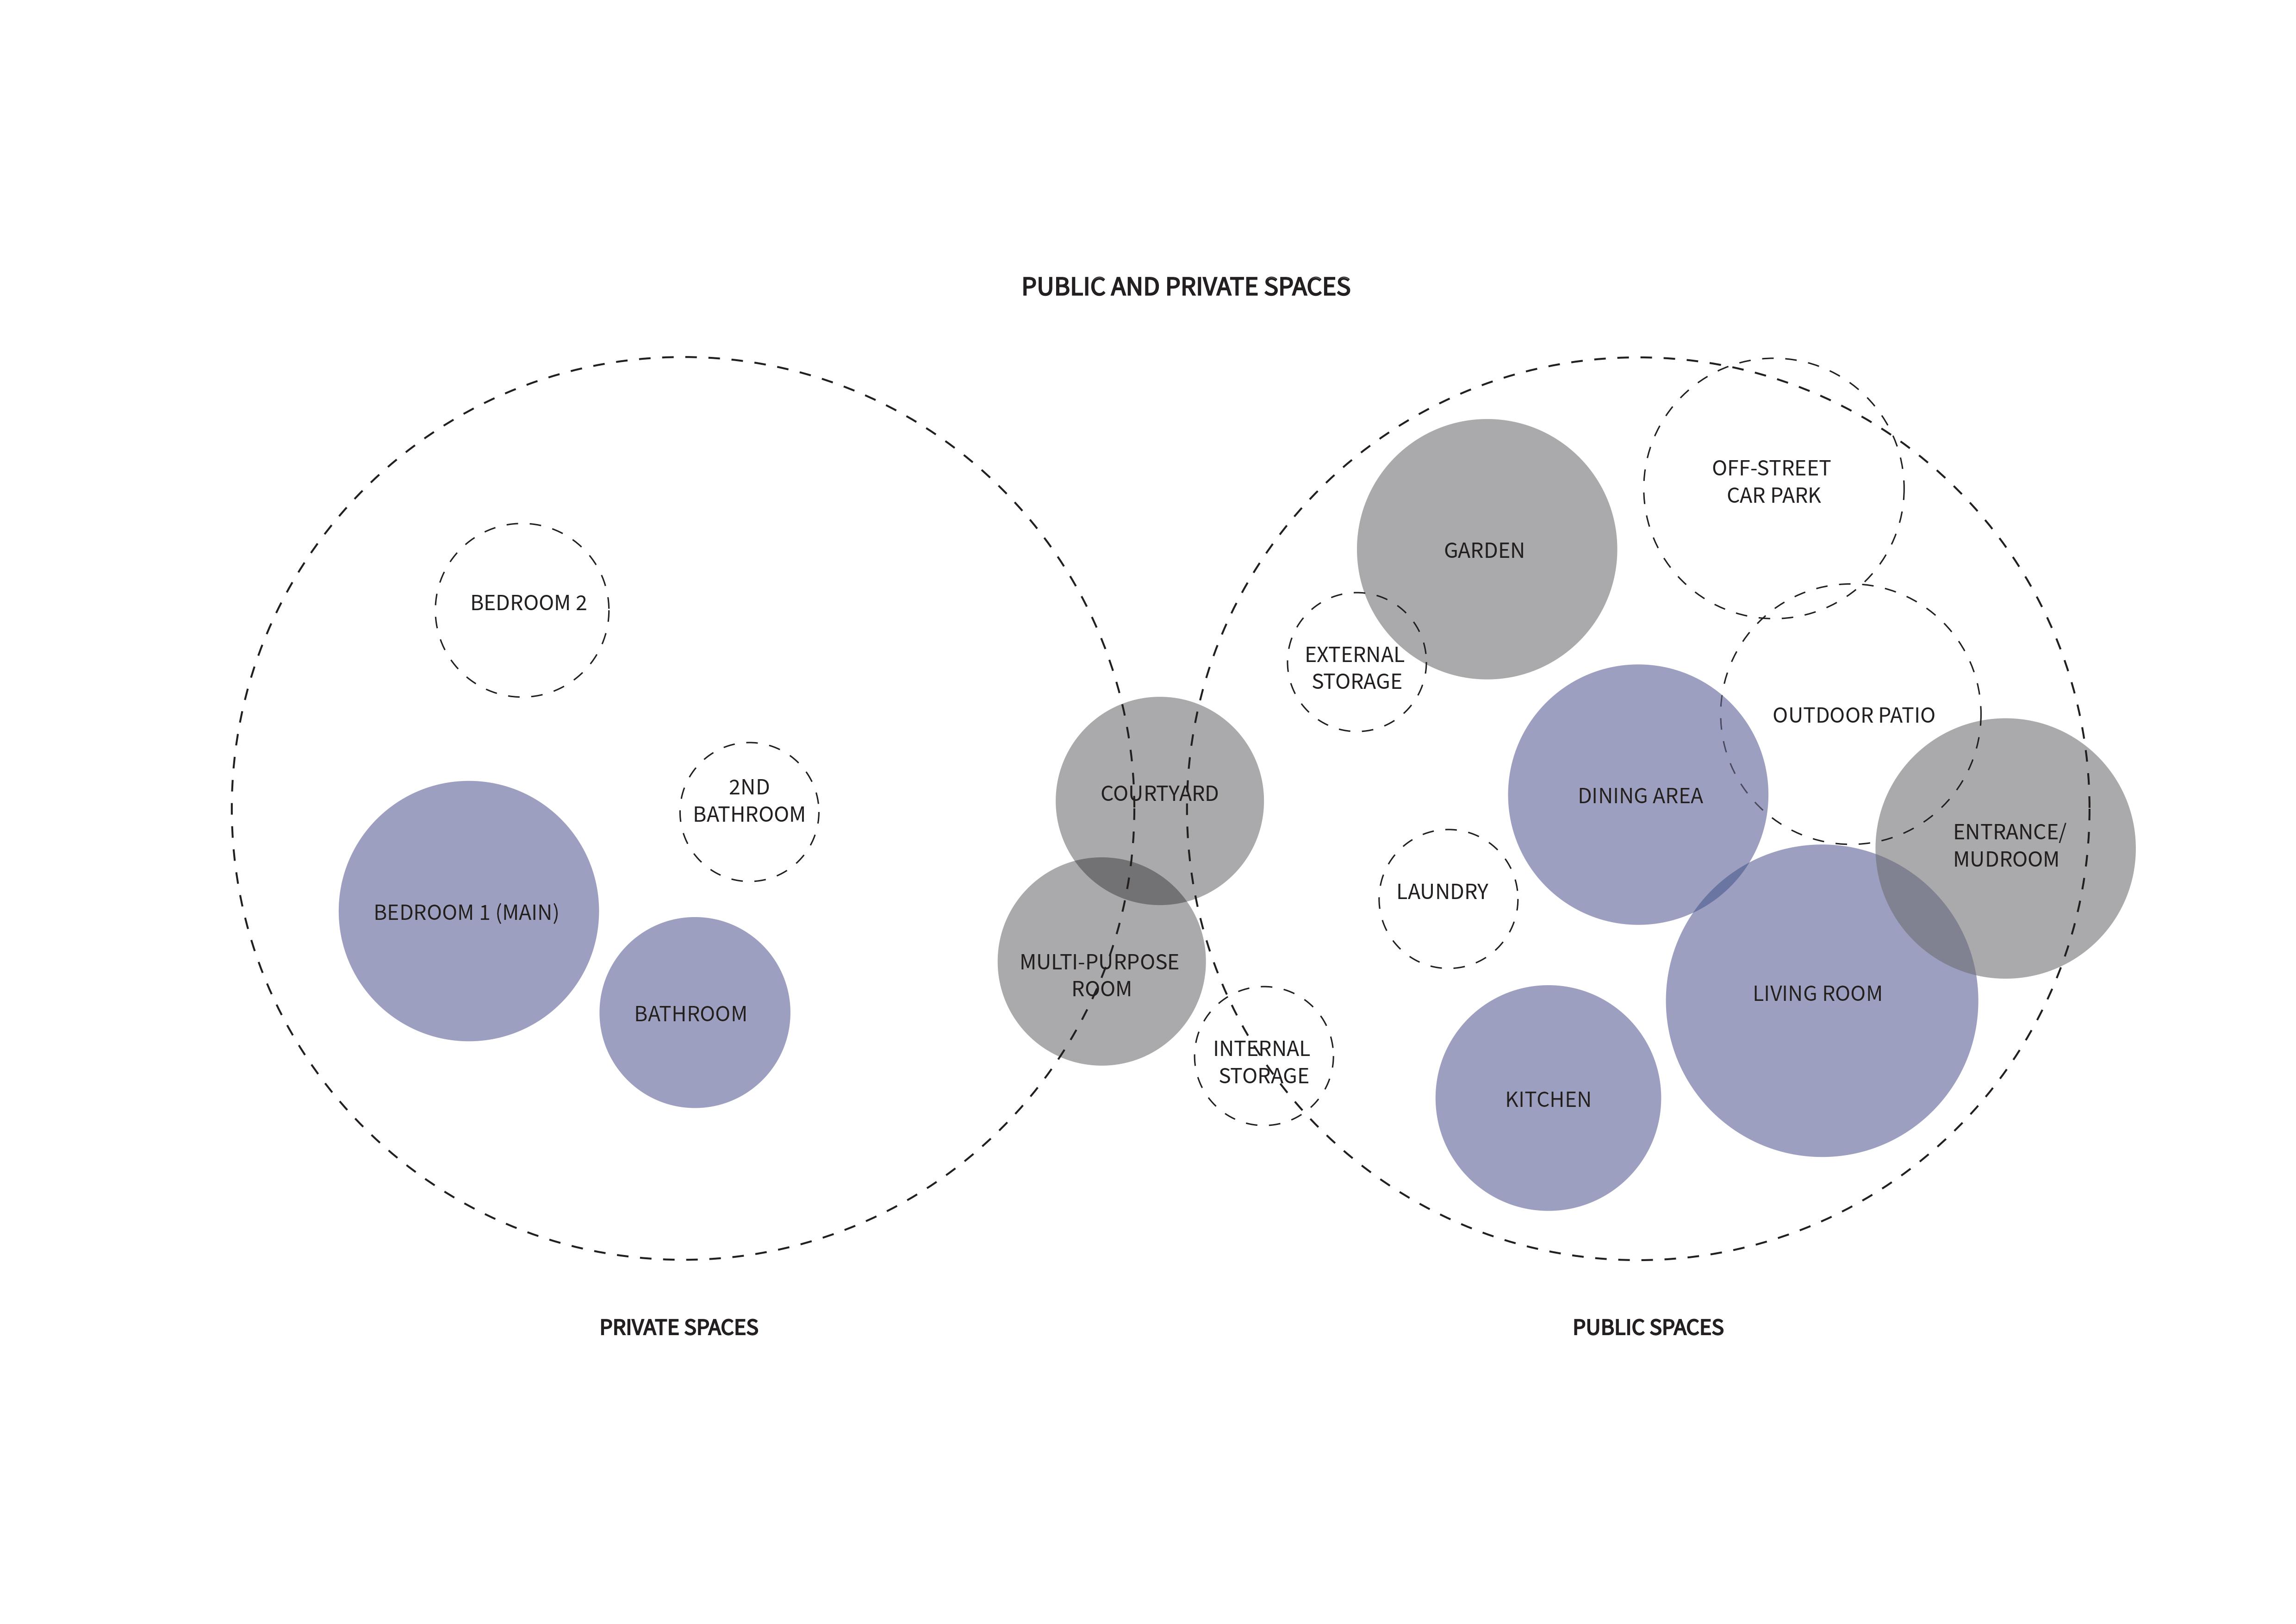 PUBLIC AND PRIVATE SPACES
BEDROOM 2
2ND
BATHROOM
BEDROOM 1 (MAIN)
BATHROOM
COURTYARD
MULTI-PURPOSE
ROOM
INTERNAL
STORAGE
GARDEN
OFF-STREET
CAR PARK
EXTERNAL
STORAGE
OUTDOOR PATIO
DINING AREA
ENTRANCE/
MUDROOM
LAUNDRY
LIVING ROOM
KITCHEN
PRIVATE SPACES
PUBLIC SPACES